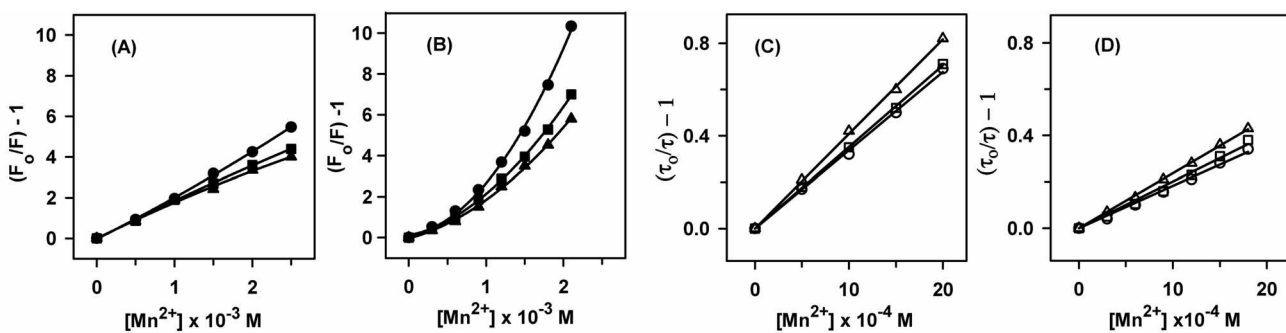 (A)
(F₀/F) -1
10
8
6
4
2
0
0 1 2
[Mn²⁺] x 10⁻³ M
(B)
(F₀/F) -1
10
8
6
4
2
0
0 1 2
[Mn²⁺] x 10⁻³ M
(C)
(τ₀/τ) – 1
0.8
0.4
0.0
0 10 20
[Mn²⁺] x 10⁻⁴ M
(D)
(τ₀/τ) – 1
0.8
0.4
0.0
0 10 20
[Mn²⁺] x 10⁻⁴ M